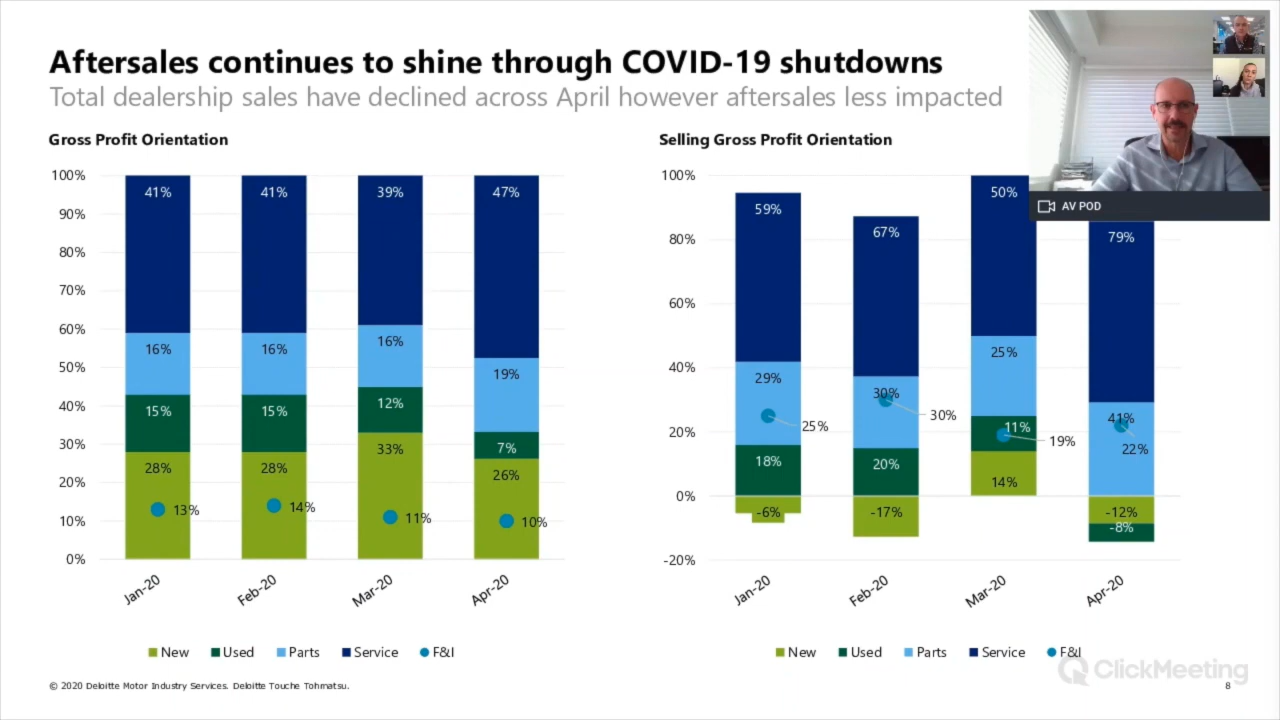 Aftersales continues to shine through COVID-19 shutdowns
Total dealership sales have declined across April however aftersales less impacted
Gross Profit Orientation
100%
90%
80%
70%
60%
50%
40%
30%
20%
10%
0%
41%
41%
39%
47%
16%
16%
16%
19%
15%
15%
12%
7%
28%
28%
33%
26%
13%
14%
11%
10%
Jan-20
Feb-20
Mar-20
Apr-20
New
Used
Parts
Service
F&I
Selling Gross Profit Orientation
100%
80%
60%
40%
20%
0%
-20%
59%
67%
50%
79%
29%
30%
25%
41%
18%
20%
11%
-8%
-6%
-17%
14%
-12%
25%
30%
19%
22%
Jan-20
Feb-20
Mar-20
Apr-20
New
Used
Parts
Service
F&I
AV POD
ClickMeeting
© 2020 Deloitte Motor Industry Services. Deloitte Touche Tohmatsu.
8